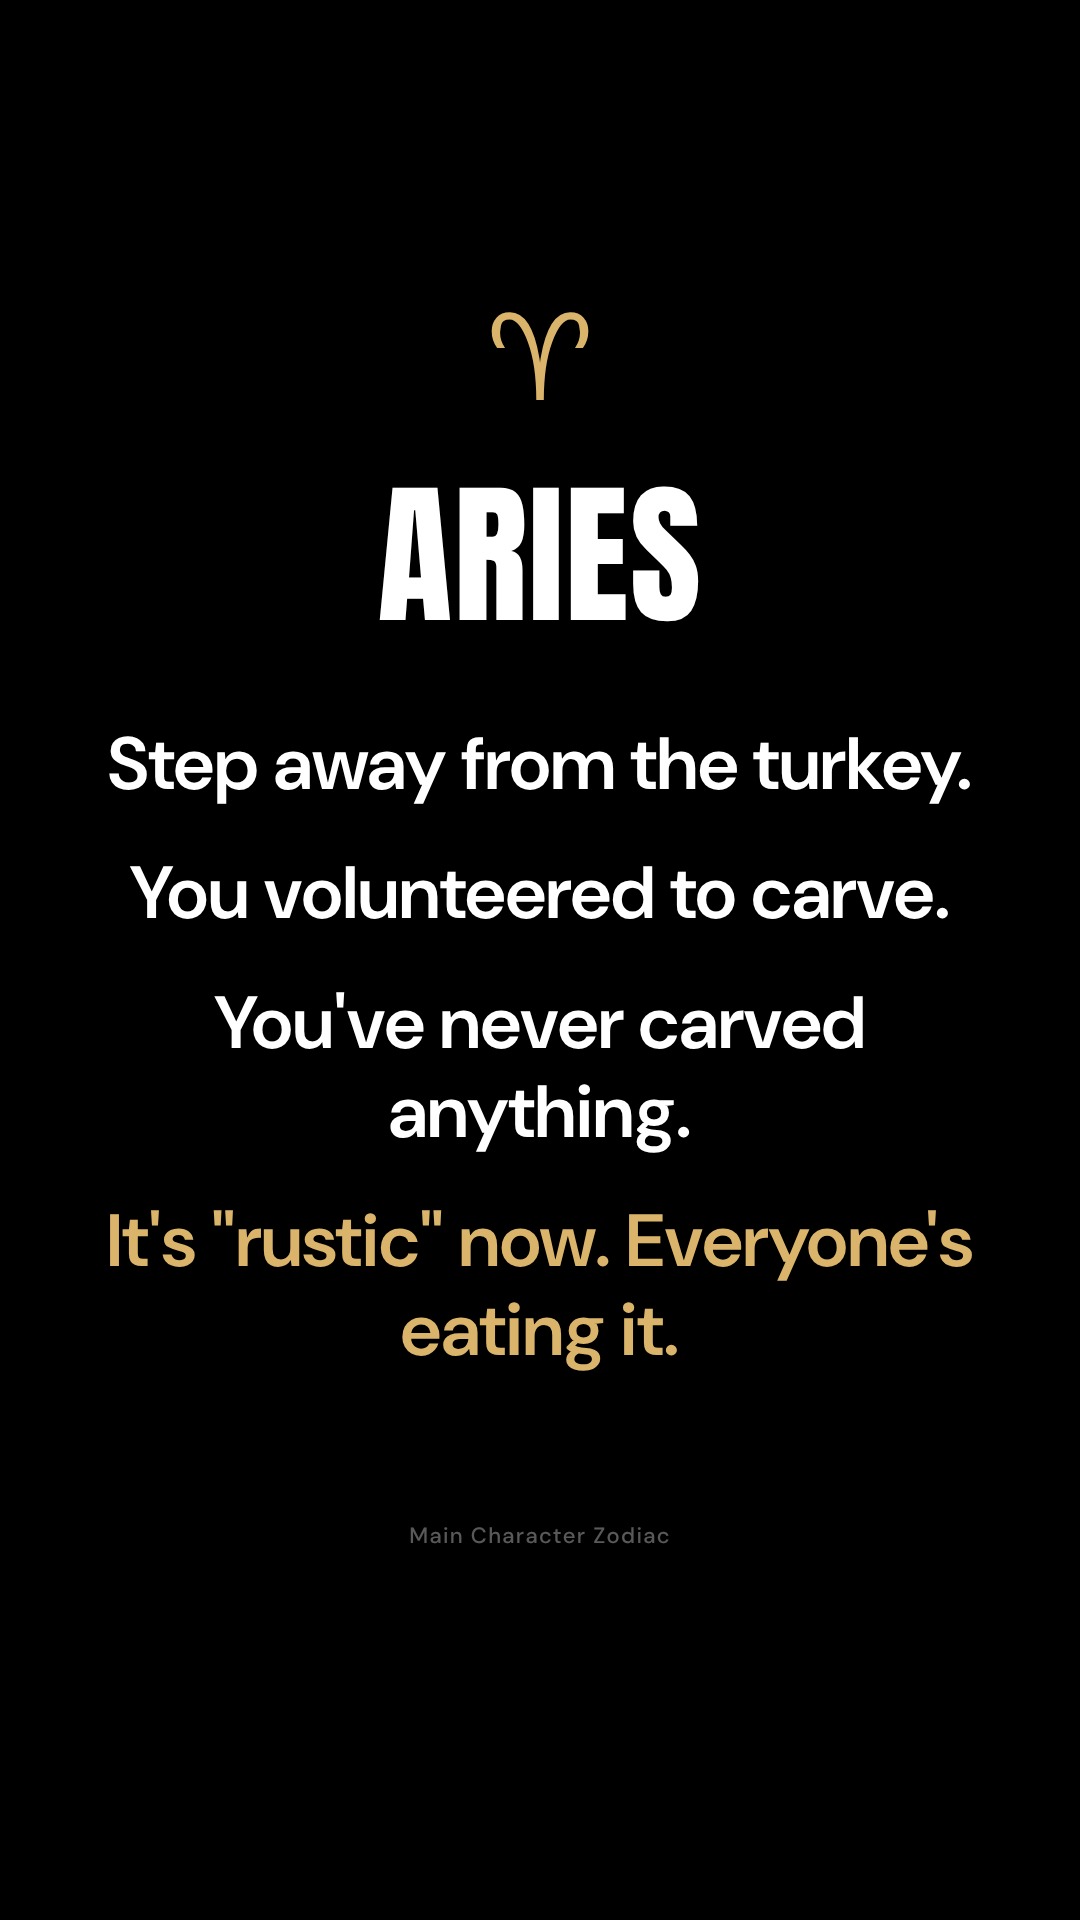 ♈
ARIES
Step away from the turkey.
You volunteered to carve.
You've never carved
anything.
It's "rustic" now. Everyone's
eating it.
Main Character Zodiac